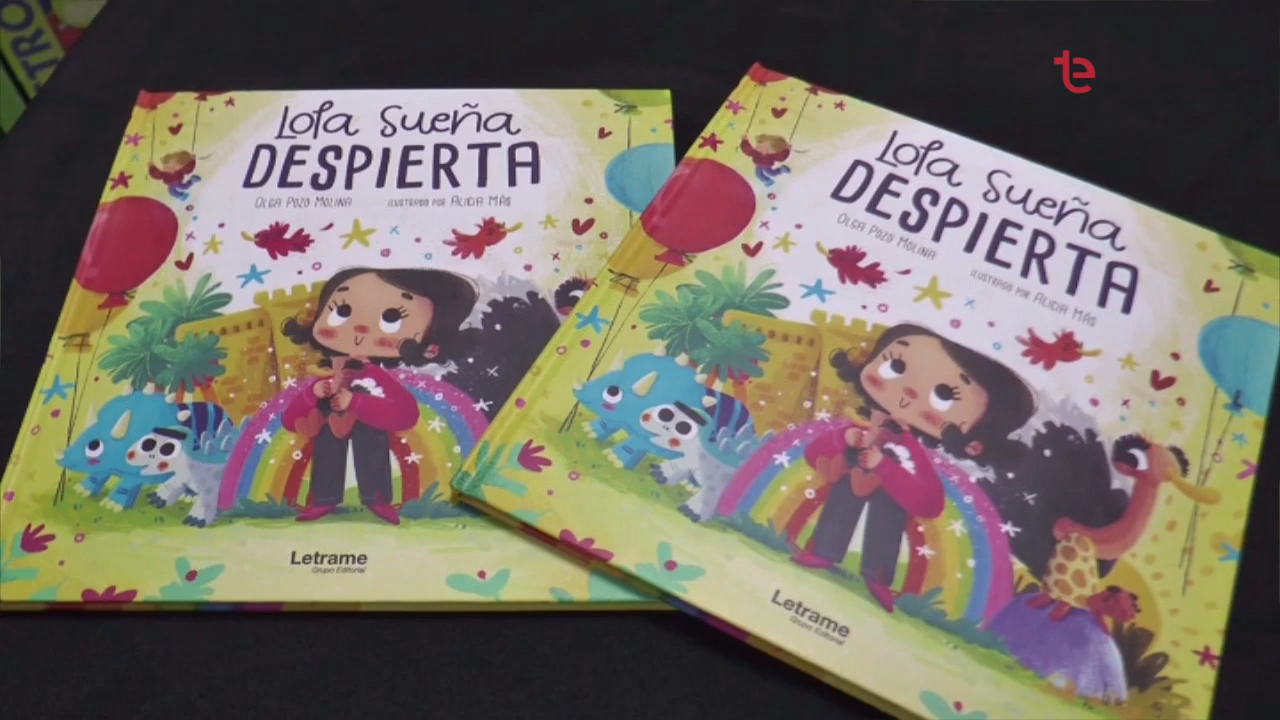 TRO
te
Lola Sueña
DESPIERTA
OLGA POZO MOLINA ILUSTRADO POR ALICIA MÁS
Letrame
Grupo Editorial
Lola Sueña
DESPIERTA
OLGA POZO MOLINA ILUSTRADO POR ALICIA MÁS
Letrame
Grupo Editorial